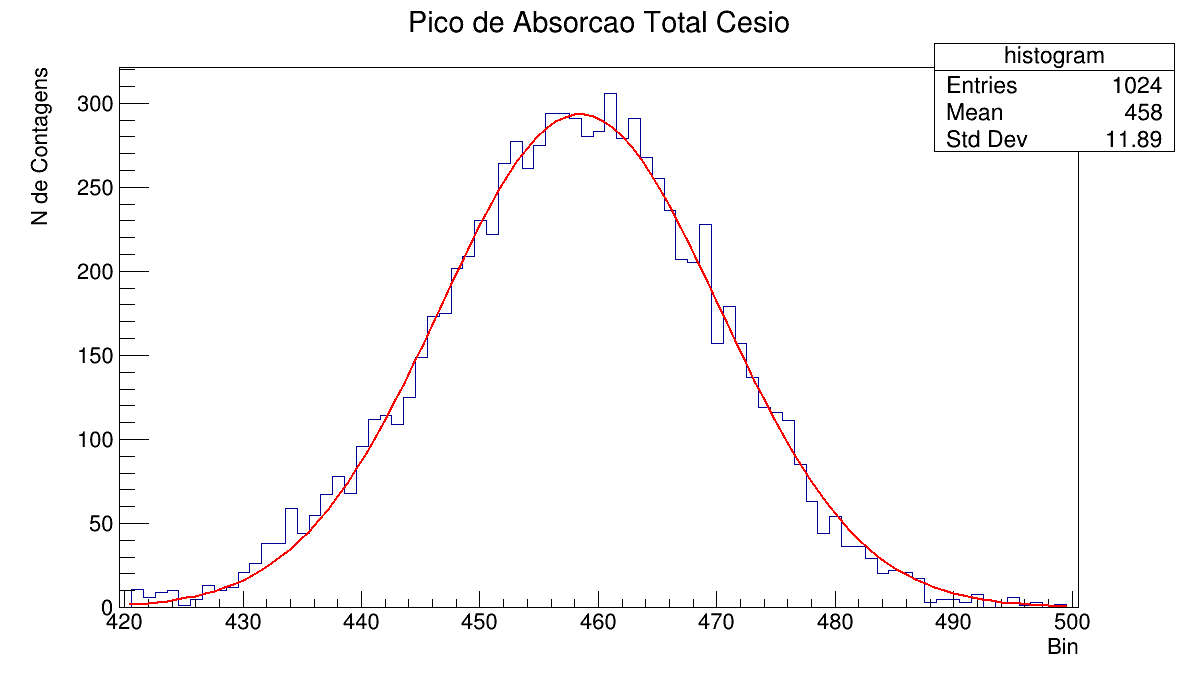 Pico de Absorcao Total Cesio
histogram
Entries 1024
Mean 458
Std Dev 11.89
N de Contagens
300
250
200
150
100
50
0
420 430 440 450 460 470 480 490 500
Bin